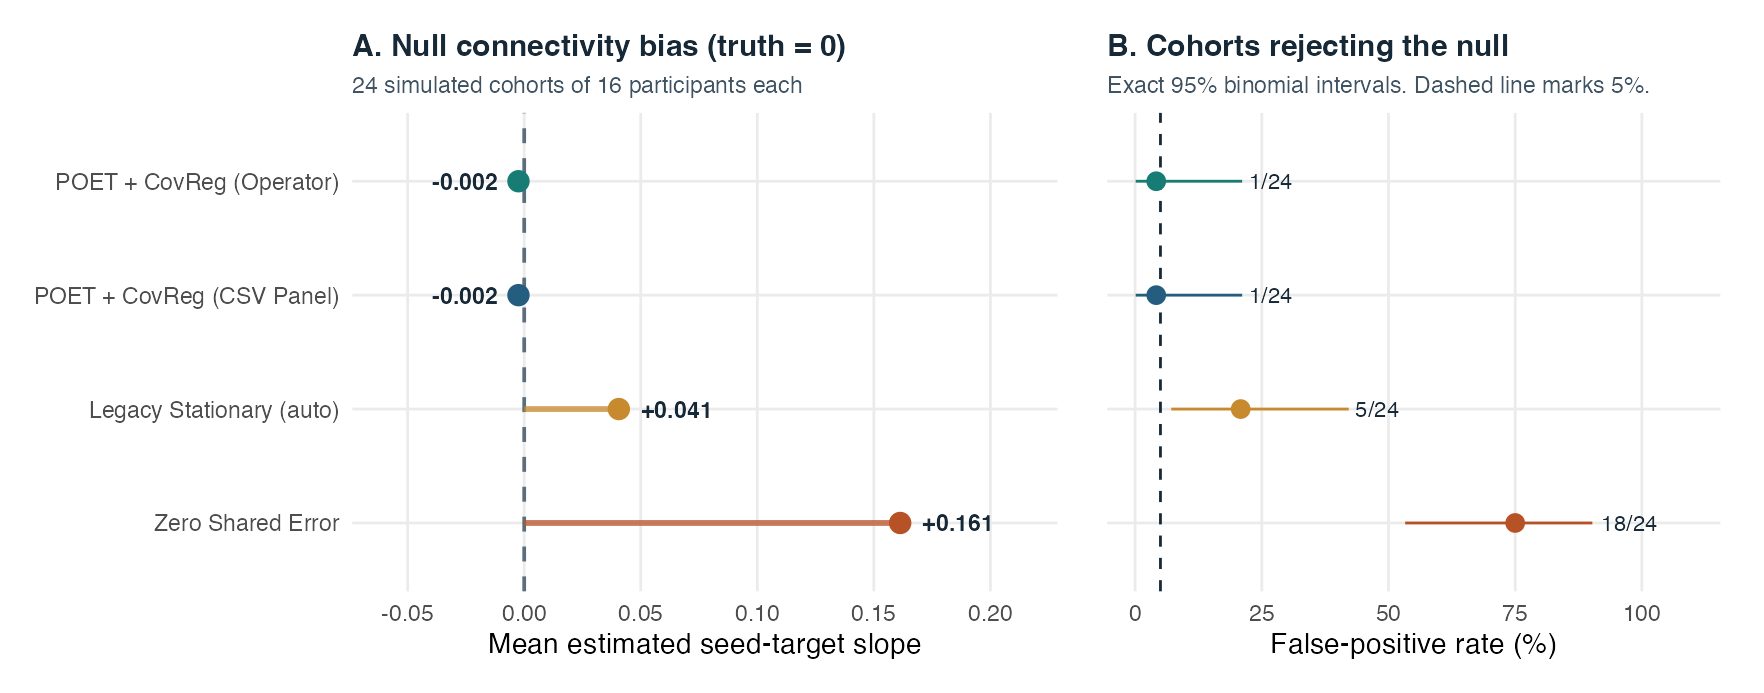 A. Null connectivity bias (truth = 0)
24 simulated cohorts of 16 participants each
POET + CovReg (Operator)
-0.002
POET + CovReg (CSV Panel)
-0.002
Legacy Stationary (auto)
+0.041
Zero Shared Error
+0.161
-0.05 0.00 0.05 0.10 0.15 0.20
Mean estimated seed-target slope
B. Cohorts rejecting the null
Exact 95% binomial intervals. Dashed line marks 5%.
1/24
1/24
5/24
18/24
0 25 50 75 100
False-positive rate (%)